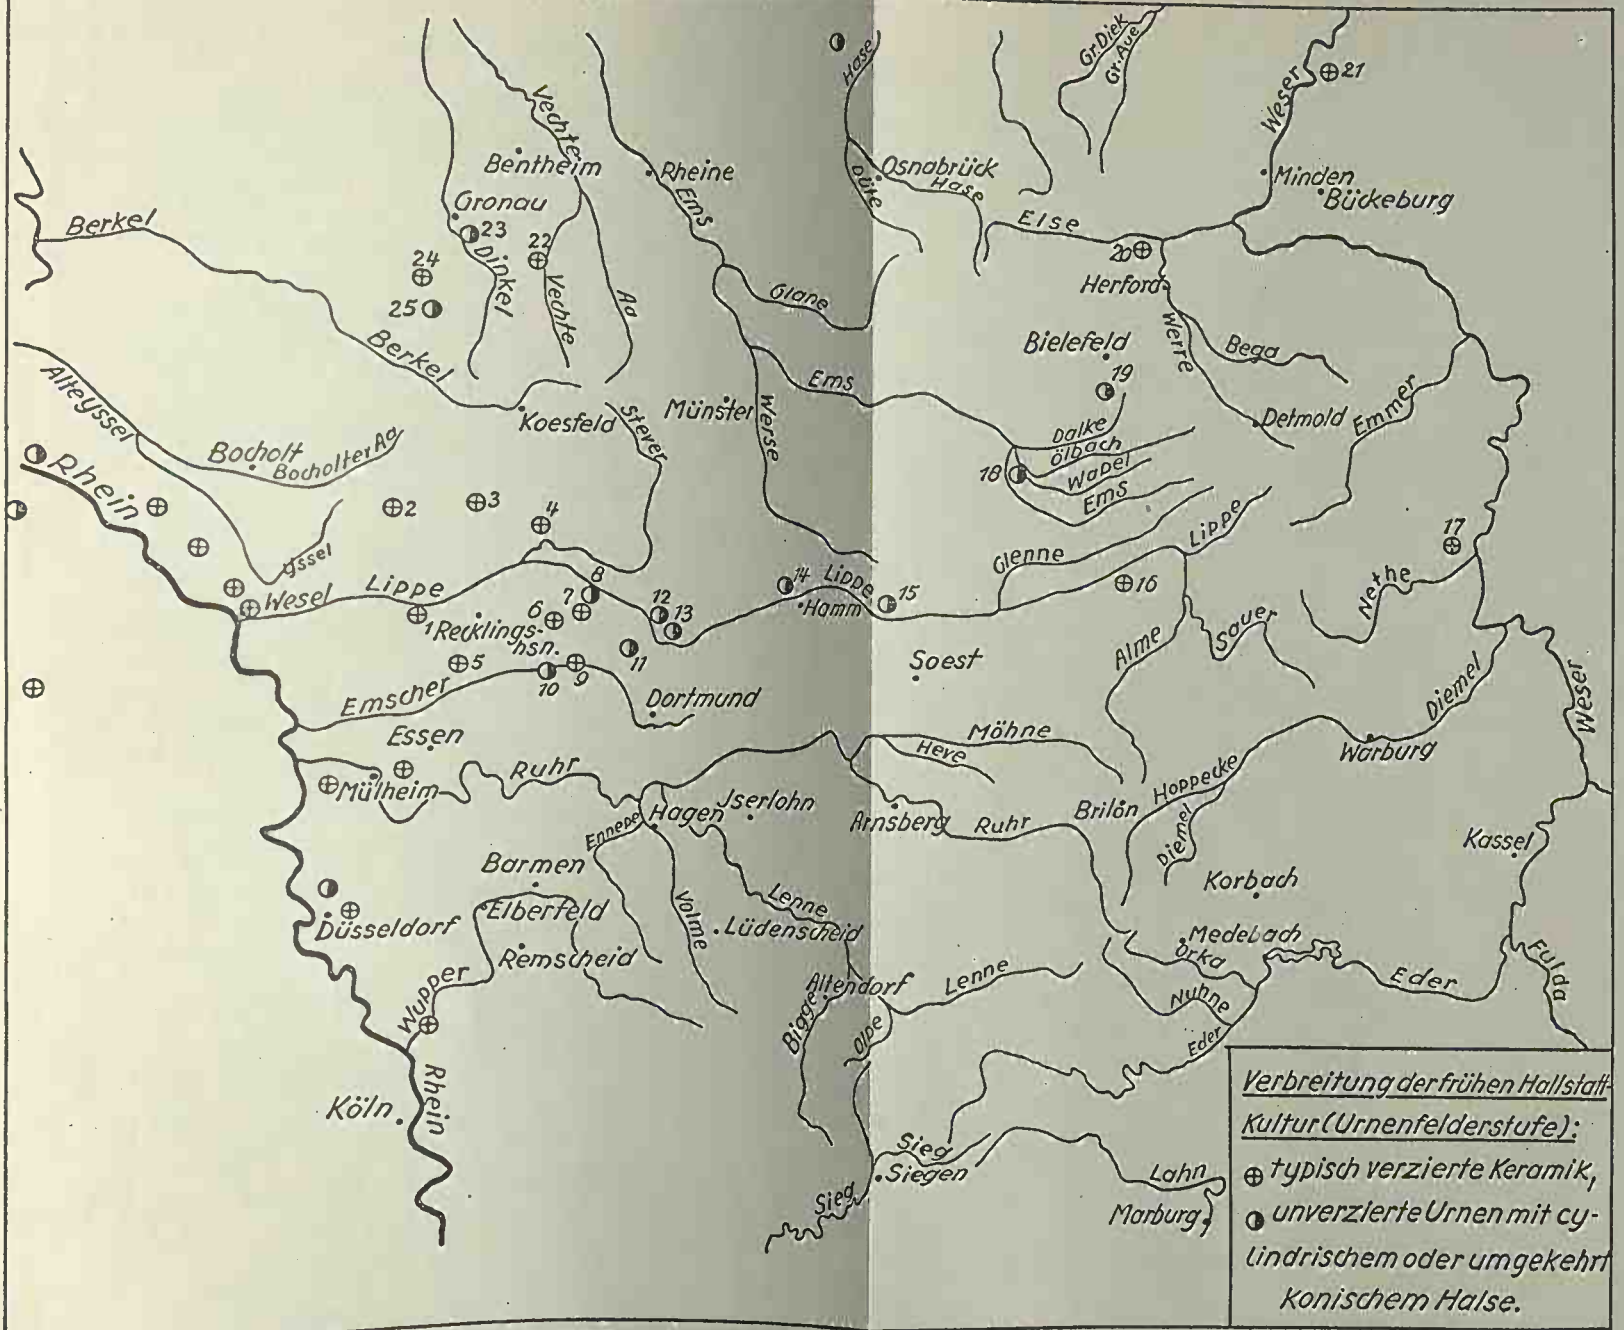 Gr. Diek
Gr. Aue
Hase
Weser
21
Vechte
Bentheim
Rheine
Osnabrück
Hase
Düte
Minden
Bückeburg
Gronau
Ems
Berkel
Else
23
22
20
24
Dinkel
Vechte
Aa
25
Glane
Herford
Werre
Bega
Bielefeld
Berkel
Ems
19
Alteyssel
Koesfeld
Stever
Münster
Werse
Detmold
Emmer
Dalke
Ölbach
Wabel
Ems
18
Bocholt
Bocholter Aa
Rhein
2
3
4
Yssel
Lippe
17
Glenne
Wesel
Lippe
8
7
6
14
Lippe
Hamm
15
16
Nethe
1
Recklings-
hsn.
12
13
11
Sauer
Alme
Soest
5
10
9
Emscher
Dortmund
Diemel
Weser
Essen
Möhne
Heve
Warburg
Mülheim
Ruhr
Hoppecke
Ennepe
Hagen
Jserlohn
Arnsberg
Ruhr
Brilon
Diemel
Kassel
Barmen
Korbach
Elberfeld
Volme
Lenne
Düsseldorf
Lüdenscheid
Remscheid
Medebach
Orka
Wupper
Altendorf
Lenne
Nuhne
Eder
Fulda
Bigge
Olpe
Eder
Rhein
Köln
Sieg
Siegen
Lahn
Sieg
Marburg
Verbreitung der frühen Hallstatt-
Kultur (Urnenfelderstufe):
⊕ typisch verzierte Keramik,
◑ unverzierte Urnen mit cy-
lindrischem oder umgekehrt
konischem Halse.